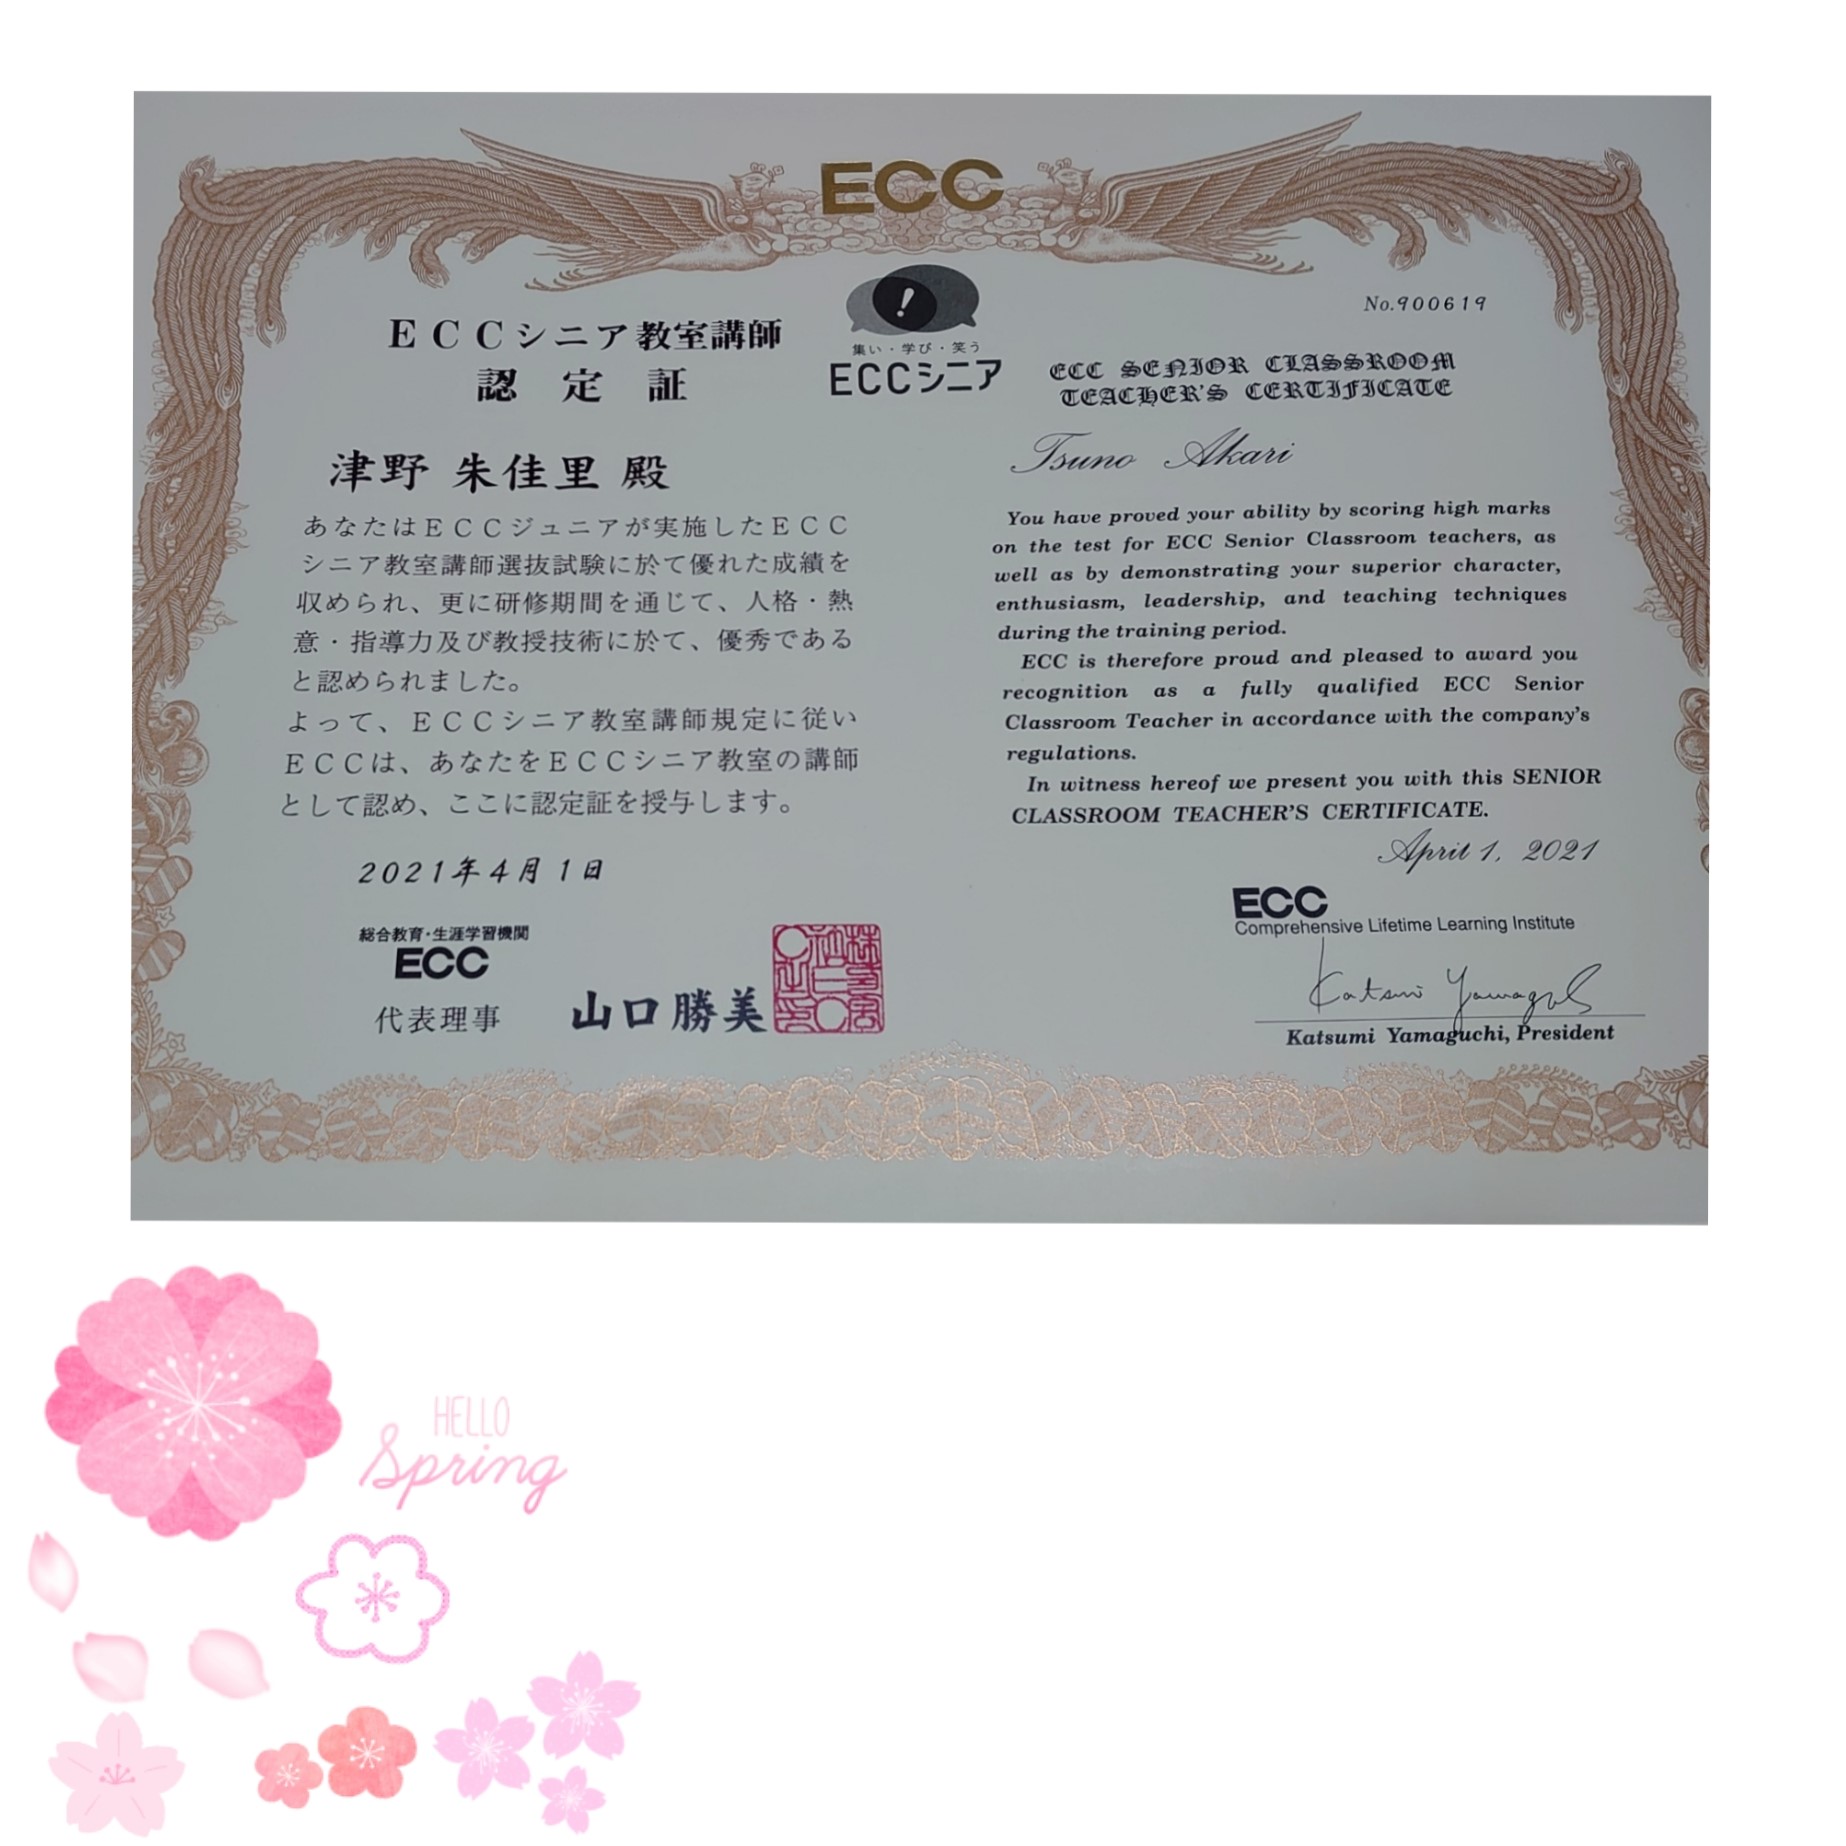 ECC
集い・学び・笑う
ECCシニア
ＥＣＣシニア教室講師
認定証
津野 朱佳里 殿
あなたはＥＣＣジュニアが実施したＥＣＣ
シニア教室講師選抜試験に於て優れた成績を
収められ、更に研修期間を通じて、人格・熱
意・指導力及び教授技術に於て、優秀である
と認められました。
よって、ＥＣＣシニア教室講師規定に従い
ＥＣＣは、あなたをＥＣＣシニア教室の講師
として認め、ここに認定証を授与します。
2021年4月1日
総合教育・生涯学習機関
ECC
代表理事 山口勝美
No.900619
ECC SENIOR CLASSROOM
TEACHER'S CERTIFICATE
Tsuno Akari
You have proved your ability by scoring high marks
on the test for ECC Senior Classroom teachers, as
well as by demonstrating your superior character,
enthusiasm, leadership, and teaching techniques
during the training period.
ECC is therefore proud and pleased to award you
recognition as a fully qualified ECC Senior
Classroom Teacher in accordance with the company's
regulations.
In witness hereof we present you with this SENIOR
CLASSROOM TEACHER'S CERTIFICATE.
April 1, 2021
ECC
Comprehensive Lifetime Learning Institute
Katsumi Yamaguchi, President
HELLO
Spring